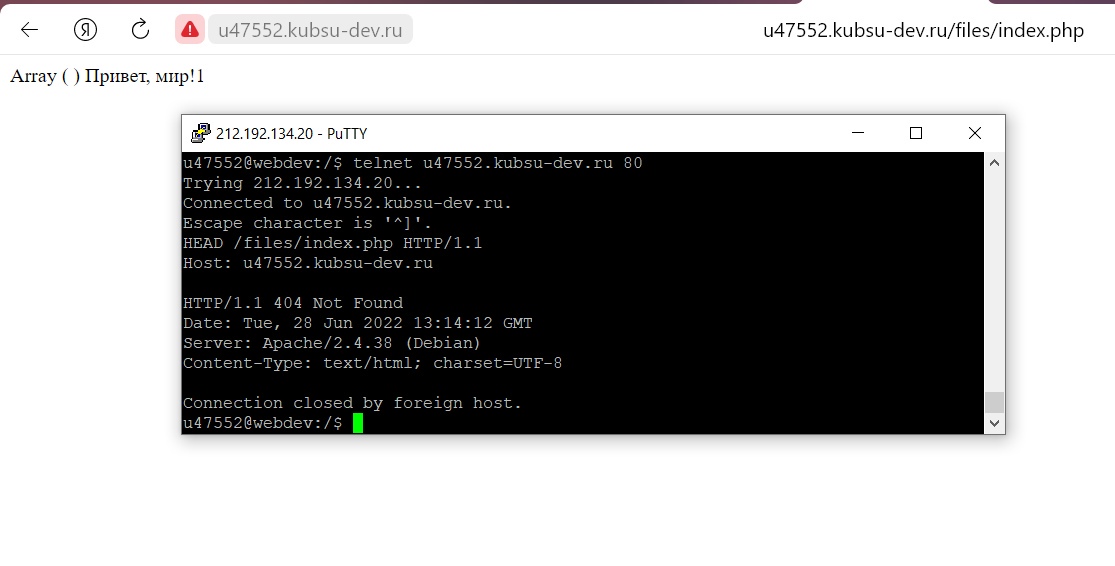 Я u47552.kubsu-dev.ru u47552.kubsu-dev.ru/files/index.php
Array ( ) Привет, мир!1
212.192.134.20 - PuTTY
u47552@webdev:/$ telnet u47552.kubsu-dev.ru 80
Trying 212.192.134.20...
Connected to u47552.kubsu-dev.ru.
Escape character is '^]'.
HEAD /files/index.php HTTP/1.1
Host: u47552.kubsu-dev.ru
HTTP/1.1 404 Not Found
Date: Tue, 28 Jun 2022 13:14:12 GMT
Server: Apache/2.4.38 (Debian)
Content-Type: text/html; charset=UTF-8
Connection closed by foreign host.
u47552@webdev:/$